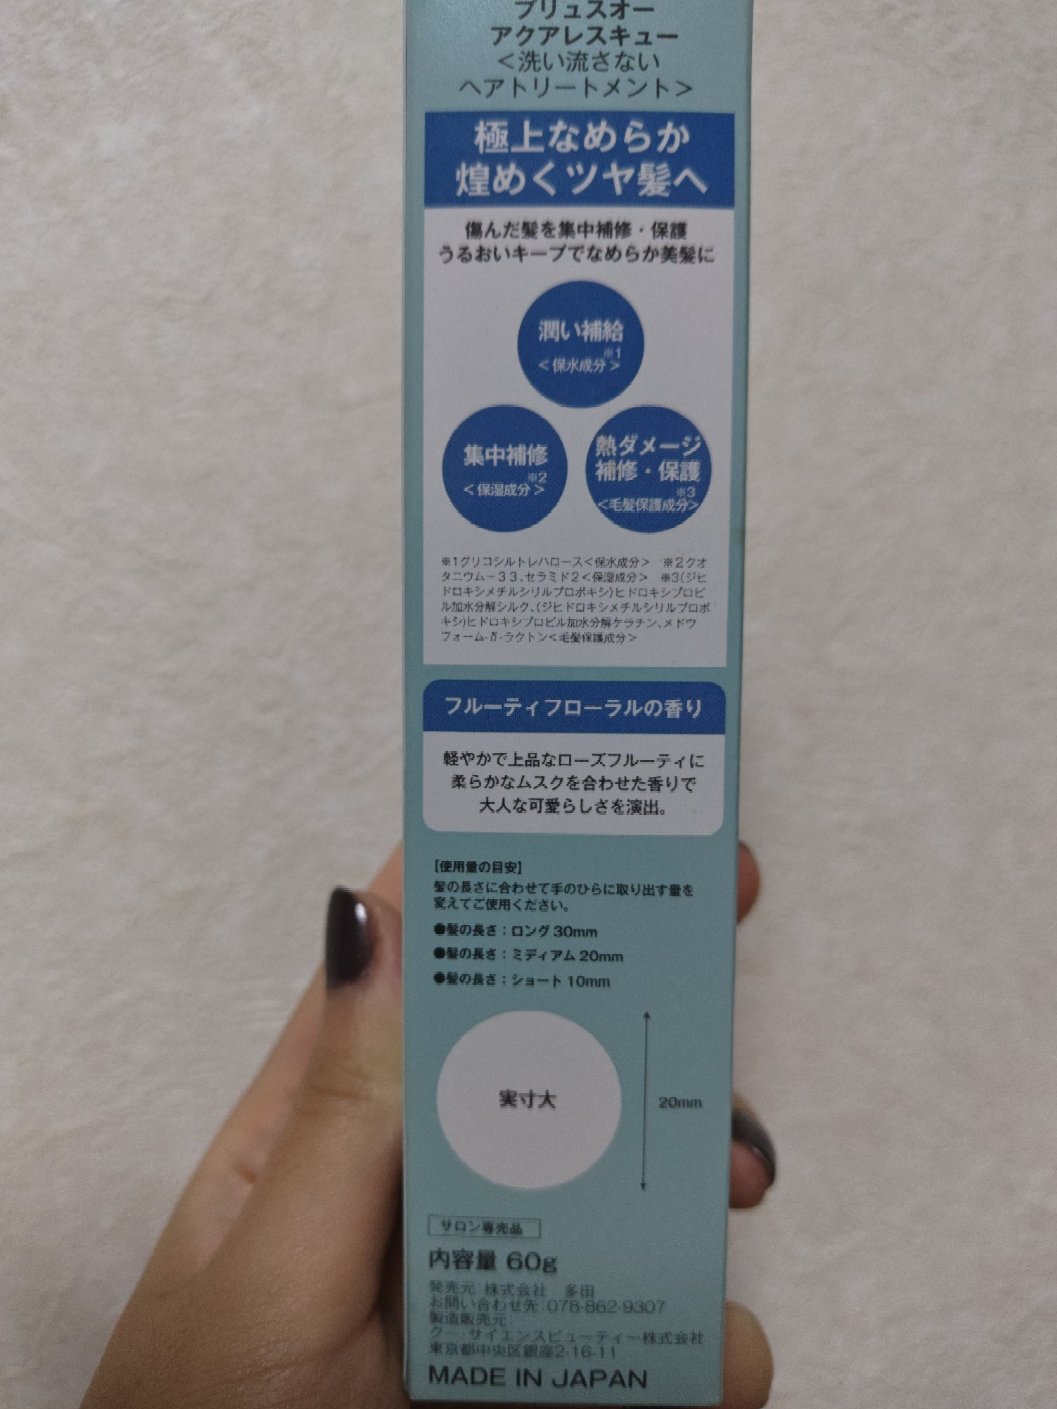 プリュスオー
アクアレスキュー
<洗い流さない
ヘアトリートメント>
極上なめらか
煌めくツヤ髪へ
傷んだ髪を集中補修・保護
うるおいキープでなめらか美髪に
潤い補給
※1
<保水成分>
集中補修
※2
<保湿成分>
熱ダメージ
補修・保護
※3
<毛髪保護成分>
※1グリコシルトレハロース<保水成分> ※2クオ
タニウム-33、セラミド2<保湿成分> ※3(ジヒ
ドロキシメチルシリルプロポキシ)ヒドロキシプロピ
ル加水分解シルク、(ジヒドロキシメチルシリルプロポ
キシ)ヒドロキシプロピル加水分解ケラチン、メドウ
フォーム-δ-ラクトン<毛髪保護成分>
フルーティフローラルの香り
軽やかで上品なローズフルーティに
柔らかなムスクを合わせた香りで
大人な可愛らしさを演出。
【使用量の目安】
髪の長さに合わせて手のひらに取り出す量を
変えてご使用ください。
●髪の長さ:ロング 30mm
●髪の長さ:ミディアム 20mm
●髪の長さ:ショート 10mm
実寸大
20mm
サロン専売品
内容量 60g
発売元:株式会社 多田
お問い合わせ先:078-862-9307
製造販売元:
クー・サイエンスビューティー株式会社
東京都中央区銀座2-16-11
MADE IN JAPAN